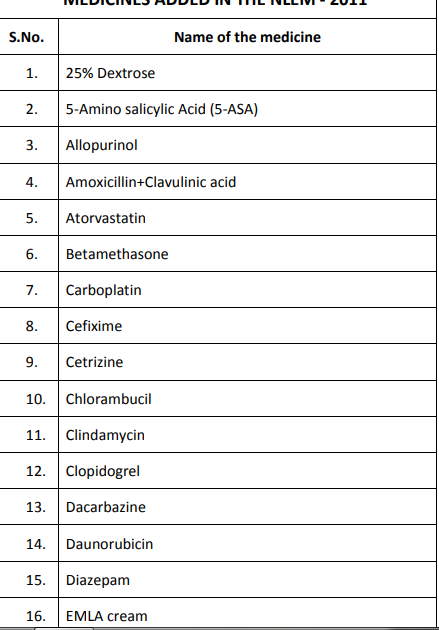 MEDICINES ADDED IN THE NLEM - 2011
S.No. Name of the medicine
1. 25% Dextrose
2. 5-Amino salicylic Acid (5-ASA)
3. Allopurinol
4. Amoxicillin+Clavulinic acid
5. Atorvastatin
6. Betamethasone
7. Carboplatin
8. Cefixime
9. Cetrizine
10. Chlorambucil
11. Clindamycin
12. Clopidogrel
13. Dacarbazine
14. Daunorubicin
15. Diazepam
16. EMLA cream